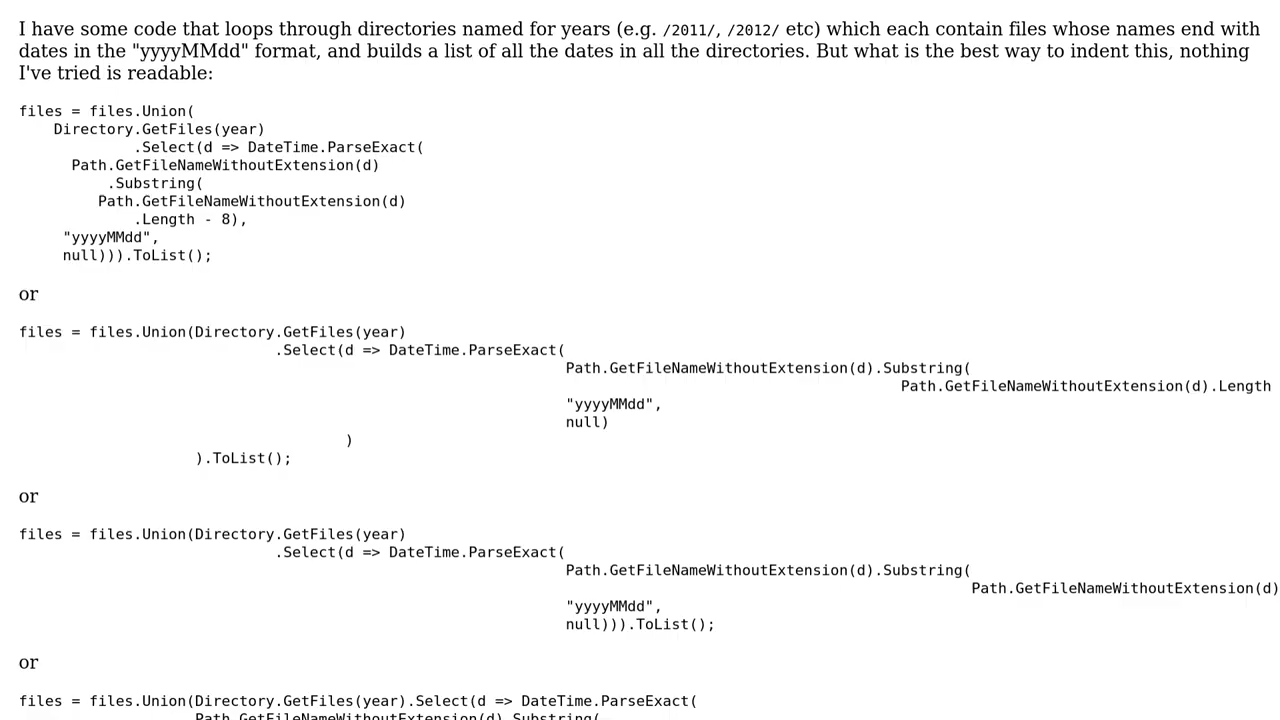 I have some code that loops through directories named for years (e.g. /2011/, /2012/ etc) which each contain files whose names end with
dates in the "yyyyMMdd" format, and builds a list of all the dates in all the directories. But what is the best way to indent this, nothing
I've tried is readable:
files = files.Union(
    Directory.GetFiles(year)
             .Select(d => DateTime.ParseExact(
      Path.GetFileNameWithoutExtension(d)
          .Substring(
         Path.GetFileNameWithoutExtension(d)
             .Length - 8),
     "yyyyMMdd",
     null))).ToList();
or
files = files.Union(Directory.GetFiles(year)
                             .Select(d => DateTime.ParseExact(
                                                              Path.GetFileNameWithoutExtension(d).Substring(
                                                                                                    Path.GetFileNameWithoutExtension(d).Length
                                                              "yyyyMMdd",
                                                              null)
                                     )
                    ).ToList();
or
files = files.Union(Directory.GetFiles(year)
                             .Select(d => DateTime.ParseExact(
                                                              Path.GetFileNameWithoutExtension(d).Substring(
                                                                                                            Path.GetFileNameWithoutExtension(d)
                                                              "yyyyMMdd",
                                                              null))).ToList();
or
files = files.Union(Directory.GetFiles(year).Select(d => DateTime.ParseExact(
                    Path.GetFileNameWithoutExtension(d).Substring(